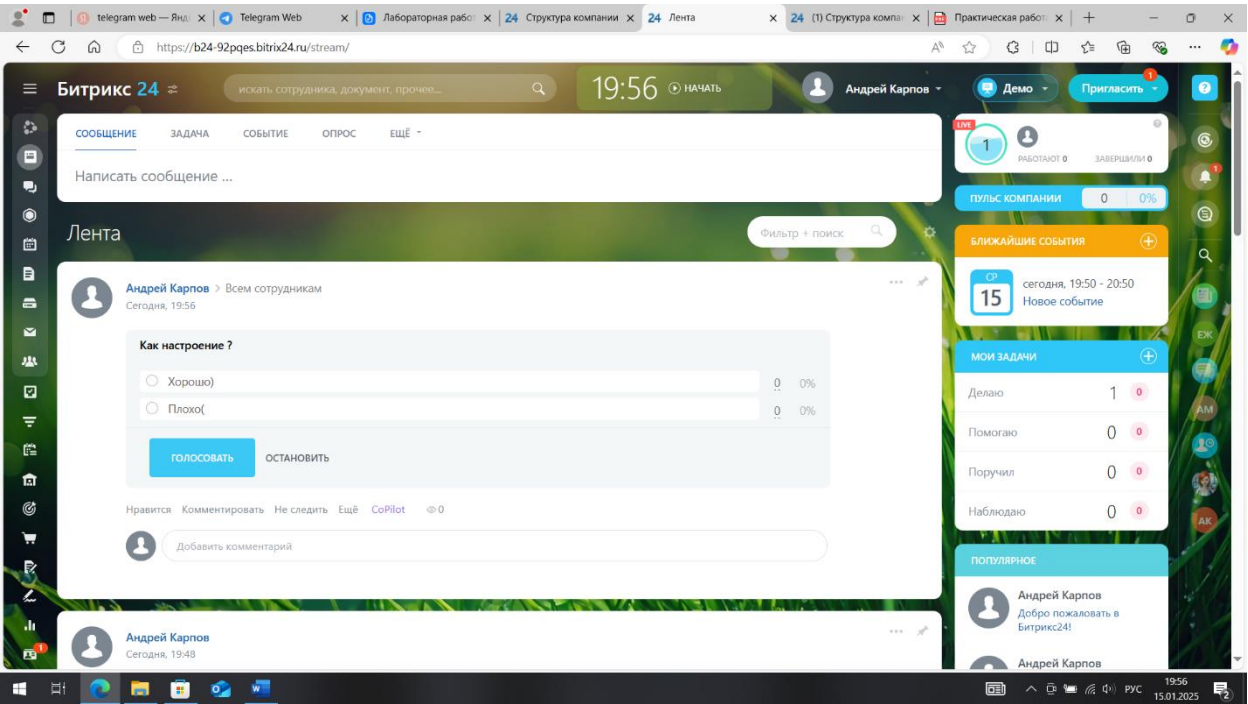 telegram web — Янд
Telegram Web
Лабораторная работ
24 Структура компании
24 Лента
24 (1) Структура компан
Практическая работ
https://b24-92pqes.bitrix24.ru/stream/
Битрикс 24
искать сотрудника, документ, прочее...
19:56 НАЧАТЬ
Андрей Карпов
Демо
Пригласить
1
?
СООБЩЕНИЕ ЗАДАЧА СОБЫТИЕ ОПРОС ЕЩЁ
Написать сообщение ...
LIVE
1
РАБОТАЮТ 0 ЗАВЕРШИЛИ 0
1
ПУЛЬС КОМПАНИИ 0 0%
Лента
Фильтр + поиск
БЛИЖАЙШИЕ СОБЫТИЯ
СР
15
сегодня, 19:50 - 20:50
Новое событие
Андрей Карпов > Всем сотрудникам
Сегодня, 19:56
Как настроение ?
Хорошо) 0 0%
Плохо( 0 0%
ГОЛОСОВАТЬ ОСТАНОВИТЬ
Нравится Комментировать Не следить Ещё CoPilot 0
Добавить комментарий
МОИ ЗАДАЧИ
Делаю 1 0
Помогаю 0 0
Поручил 0 0
Наблюдаю 0 0
ЕЖ
АМ
АК
ПОПУЛЯРНОЕ
Андрей Карпов
Добро пожаловать в
Битрикс24!
Андрей Карпов
Андрей Карпов
Сегодня, 19:48
1
РУС
19:56
15.01.2025
2